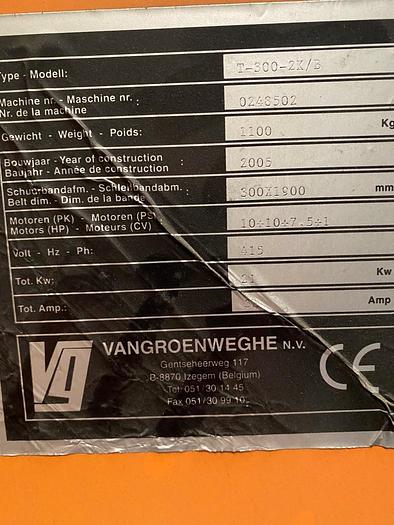 Type - Modell: T-300-2K/B
Machine nr. - Maschine nr. : 0248502
Nr. de la machine
Gewicht - Weight - Poids: 1100 Kg
Bouwjaar - Year of construction : 2005
Baujahr - Année de construction
Schuurbandafm. - Schleifbandabm. : 300X1900 mm
Belt dim. - Dim. de la bande
Motoren (PK) - Motoren (PS) 10+10+7.5+1
Motors (HP) - Moteurs (CV)
Volt - Hz - Ph: 415
Tot. Kw: 21 Kw
Tot. Amp.: Amp
VG VANGROENWEGHE N.V. CE
Gentseheerweg 117
B-8870 Izegem (Belgium)
Tel. 051/30 14 45
Fax 051/30 99 10